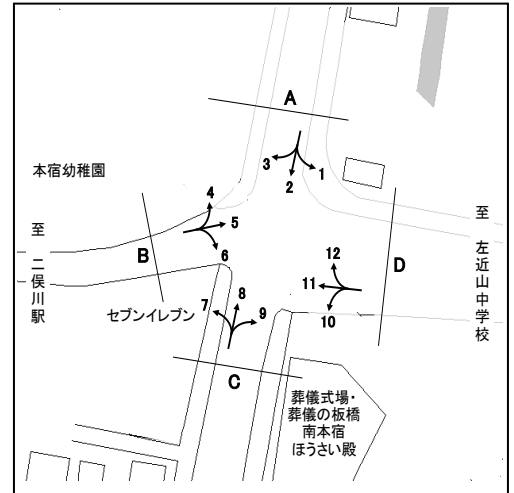 A
3
2
1
本宿幼稚園
4
5
6
B
至
二俣川駅
12
11
10
D
至
左近山中学校
セブンイレブン
7
8
9
C
葬儀式場・
葬儀の板橋
南本宿
ほうさい殿